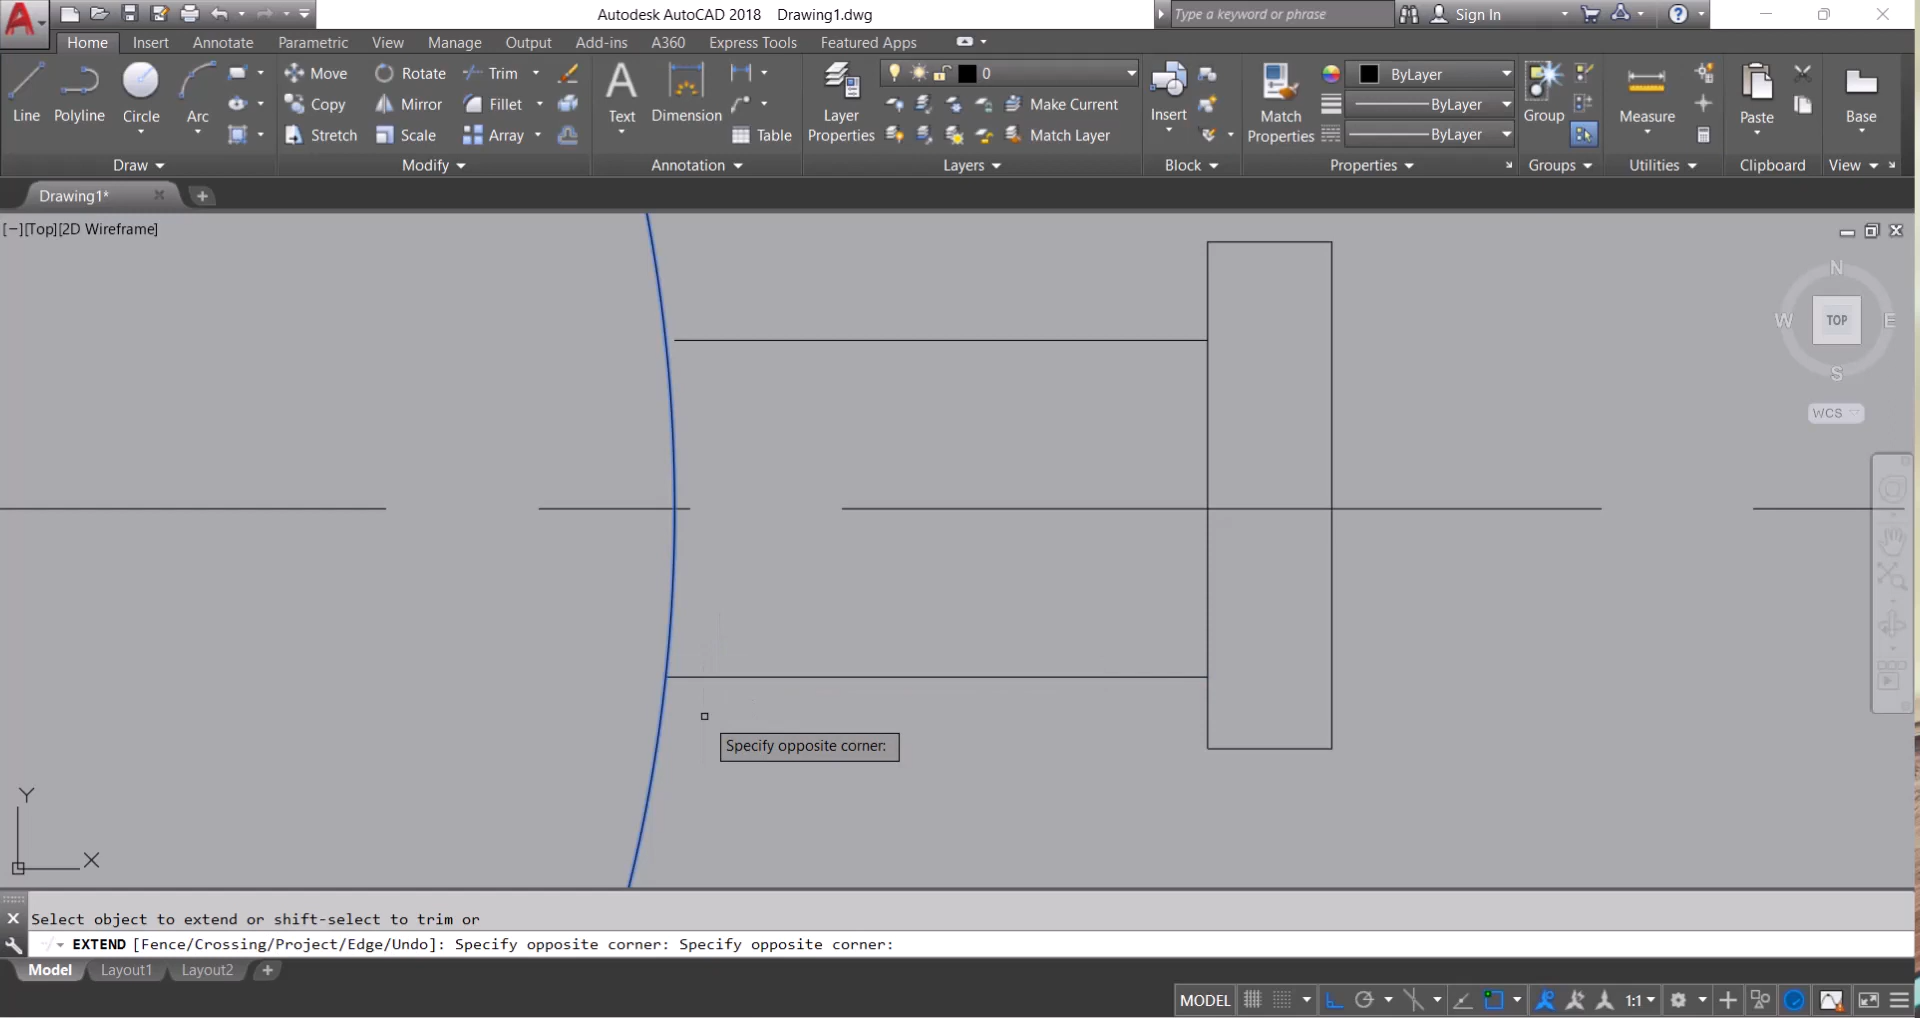 Autodesk AutoCAD 2018 Drawing1.dwg
Type a keyword or phrase
Sign In
Home Insert Annotate Parametric View Manage Output Add-ins A360 Express Tools Featured Apps
Line
Polyline
Circle
Arc
Draw
Move
Rotate
Trim
Copy
Mirror
Fillet
Stretch
Scale
Array
Modify
Text
Dimension
Table
Annotation
Layer
Properties
0
Make Current
Match Layer
Layers
Insert
Block
Match
Properties
ByLayer
ByLayer
ByLayer
Properties
Group
Groups
Measure
Utilities
Paste
Clipboard
Base
View
Drawing1*
[−][Top][2D Wireframe]
N
W
TOP
E
S
WCS
Specify opposite corner:
Y
X
Select object to extend or shift-select to trim or
EXTEND [Fence/Crossing/Project/Edge/Undo]: Specify opposite corner: Specify opposite corner:
Model Layout1 Layout2
MODEL
1:1